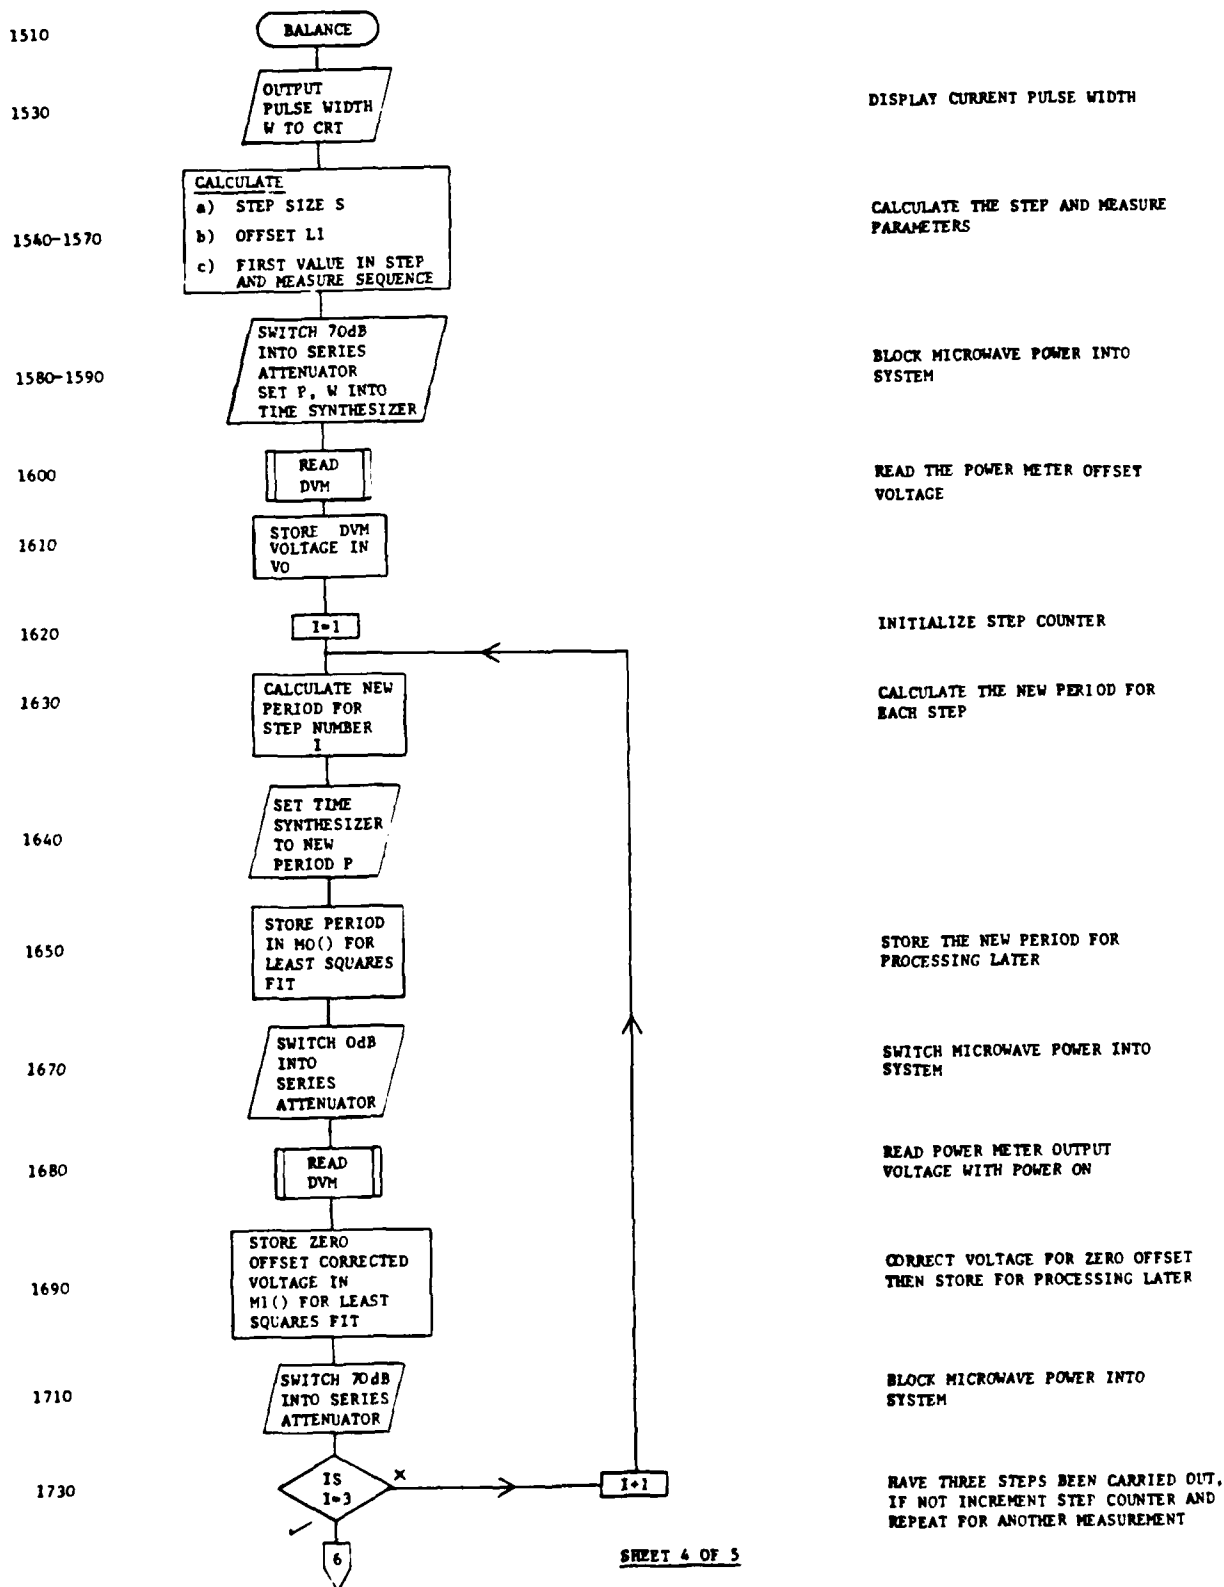 1510
BALANCE
1530
OUTPUT
PULSE WIDTH
W TO CRT
DISPLAY CURRENT PULSE WIDTH
1540-1570
CALCULATE
a) STEP SIZE S
b) OFFSET L1
c) FIRST VALUE IN STEP
AND MEASURE SEQUENCE
CALCULATE THE STEP AND MEASURE
PARAMETERS
1580-1590
SWITCH 70dB
INTO SERIES
ATTENUATOR
SET P, W INTO
TIME SYNTHESIZER
BLOCK MICROWAVE POWER INTO
SYSTEM
1600
READ
DVM
READ THE POWER METER OFFSET
VOLTAGE
1610
STORE DVM
VOLTAGE IN
VO
1620
I=1
INITIALIZE STEP COUNTER
1630
CALCULATE NEW
PERIOD FOR
STEP NUMBER
I
CALCULATE THE NEW PERIOD FOR
EACH STEP
1640
SET TIME
SYNTHESIZER
TO NEW
PERIOD P
1650
STORE PERIOD
IN MO() FOR
LEAST SQUARES
FIT
STORE THE NEW PERIOD FOR
PROCESSING LATER
1670
SWITCH 0dB
INTO
SERIES
ATTENUATOR
SWITCH MICROWAVE POWER INTO
SYSTEM
1680
READ
DVM
READ POWER METER OUTPUT
VOLTAGE WITH POWER ON
1690
STORE ZERO
OFFSET CORRECTED
VOLTAGE IN
M1() FOR LEAST
SQUARES FIT
CORRECT VOLTAGE FOR ZERO OFFSET
THEN STORE FOR PROCESSING LATER
1710
SWITCH 70dB
INTO SERIES
ATTENUATOR
BLOCK MICROWAVE POWER INTO
SYSTEM
1730
IS
I=3
×
✓
I+1
HAVE THREE STEPS BEEN CARRIED OUT,
IF NOT INCREMENT STEP COUNTER AND
REPEAT FOR ANOTHER MEASUREMENT
6
SHEET 4 OF 5